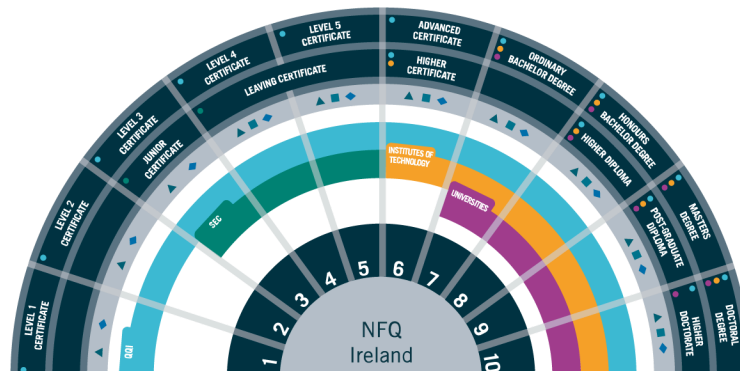 LEVEL 1
CERTIFICATE
LEVEL 2
CERTIFICATE
LEVEL 3
CERTIFICATE
JUNIOR
CERTIFICATE
LEVEL 4
CERTIFICATE
LEVEL 5
CERTIFICATE
LEAVING CERTIFICATE
ADVANCED
CERTIFICATE
HIGHER
CERTIFICATE
ORDINARY
BACHELOR DEGREE
HONOURS
BACHELOR DEGREE
HIGHER DIPLOMA
MASTERS
DEGREE
POST-GRADUATE
DIPLOMA
DOCTORAL
DEGREE
HIGHER
DOCTORATE
QQI
SEC
INSTITUTES OF
TECHNOLOGY
UNIVERSITIES
1
2
3
4
5
6
7
8
9
10
NFQ
Ireland